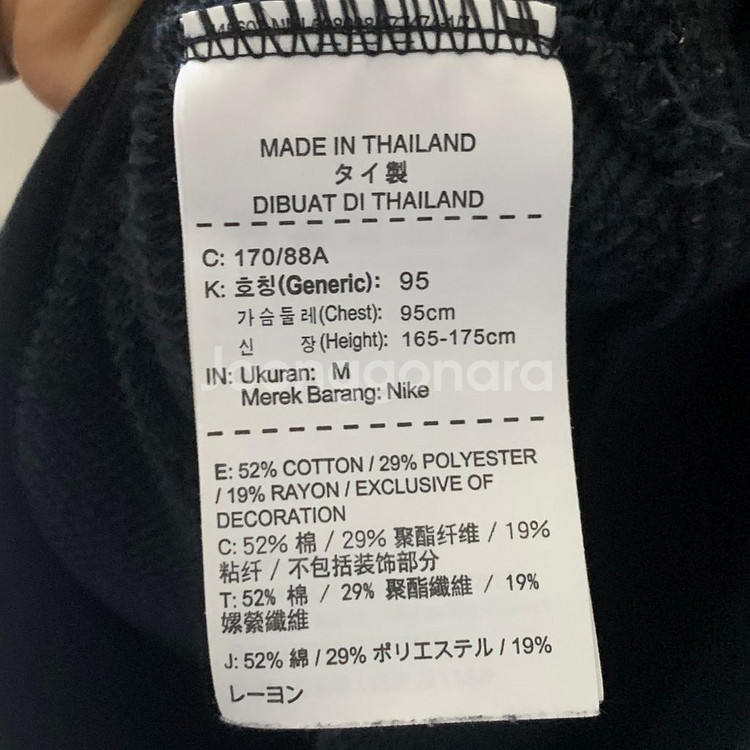 MADE IN THAILAND
タイ製
DIBUAT DI THAILAND
C: 170/88A
K: 호칭(Generic): 95
가슴둘레(Chest): 95cm
신 장(Height): 165-175cm
IN: Ukuran: M
Merek Barang: Nike
Joonggonara
E: 52% COTTON / 29% POLYESTER
/ 19% RAYON / EXCLUSIVE OF
DECORATION
C: 52% 棉 / 29% 聚酯纤维 / 19%
粘纤 / 不包括装饰部分
T: 52% 棉 / 29% 聚酯纖維 / 19%
嫘縈纖維
J: 52% 綿 / 29% ポリエステル / 19%
レーヨン